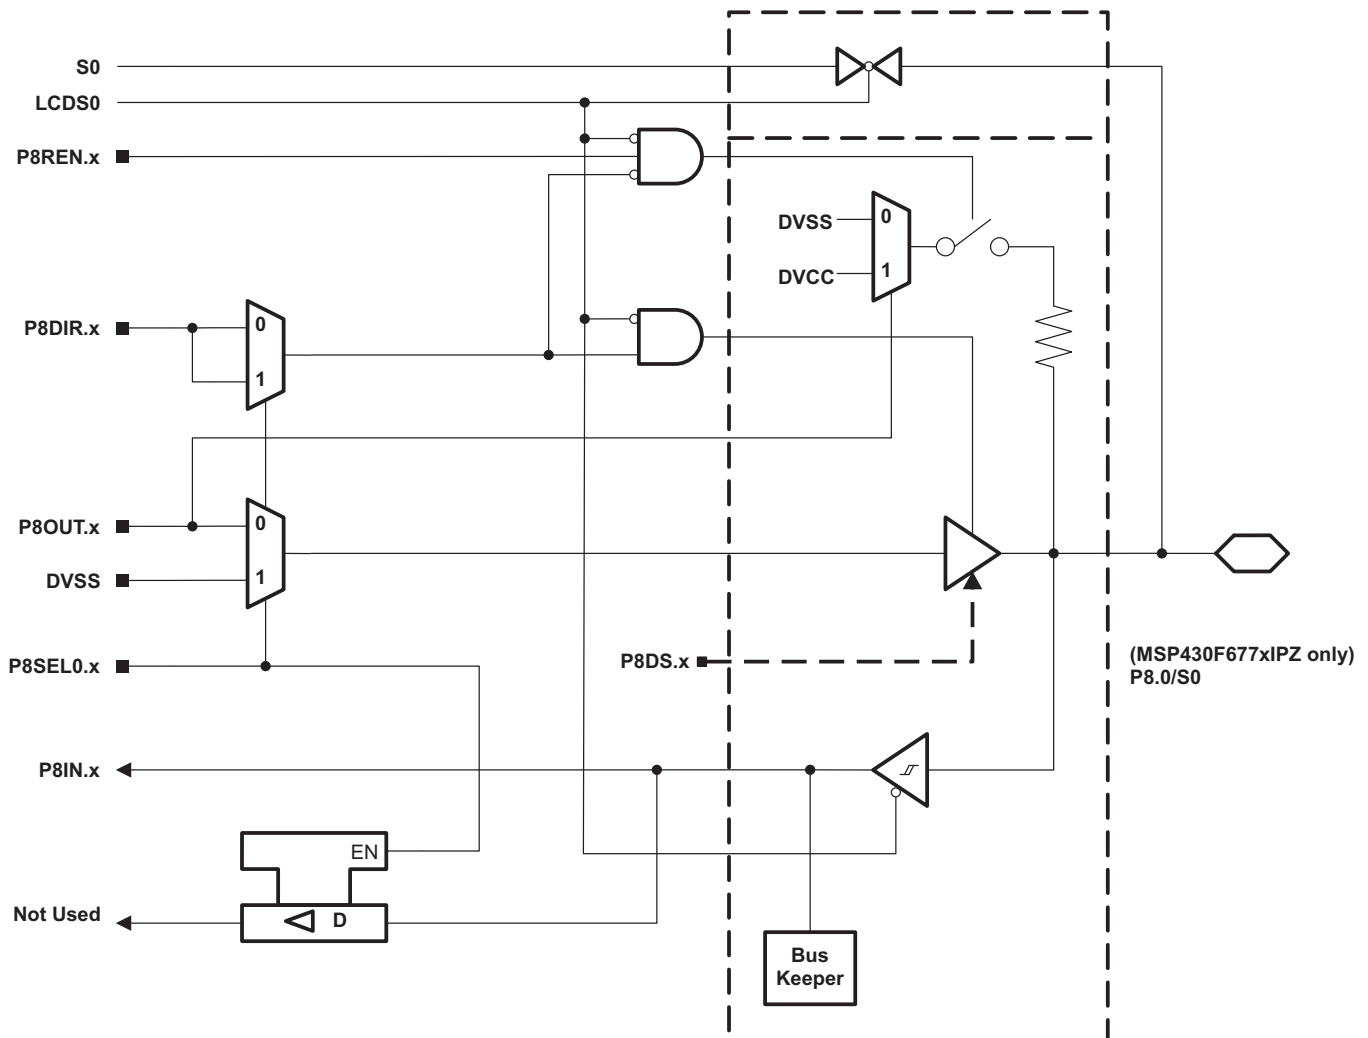 S0
LCDS0
P8REN.x
DVSS
0
DVCC
1
P8DIR.x
0
1
P8OUT.x
0
DVSS
1
P8SEL0.x
P8DS.x
(MSP430F677xIPZ only)
P8.0/S0
P8IN.x
EN
Not Used
D
Bus
Keeper